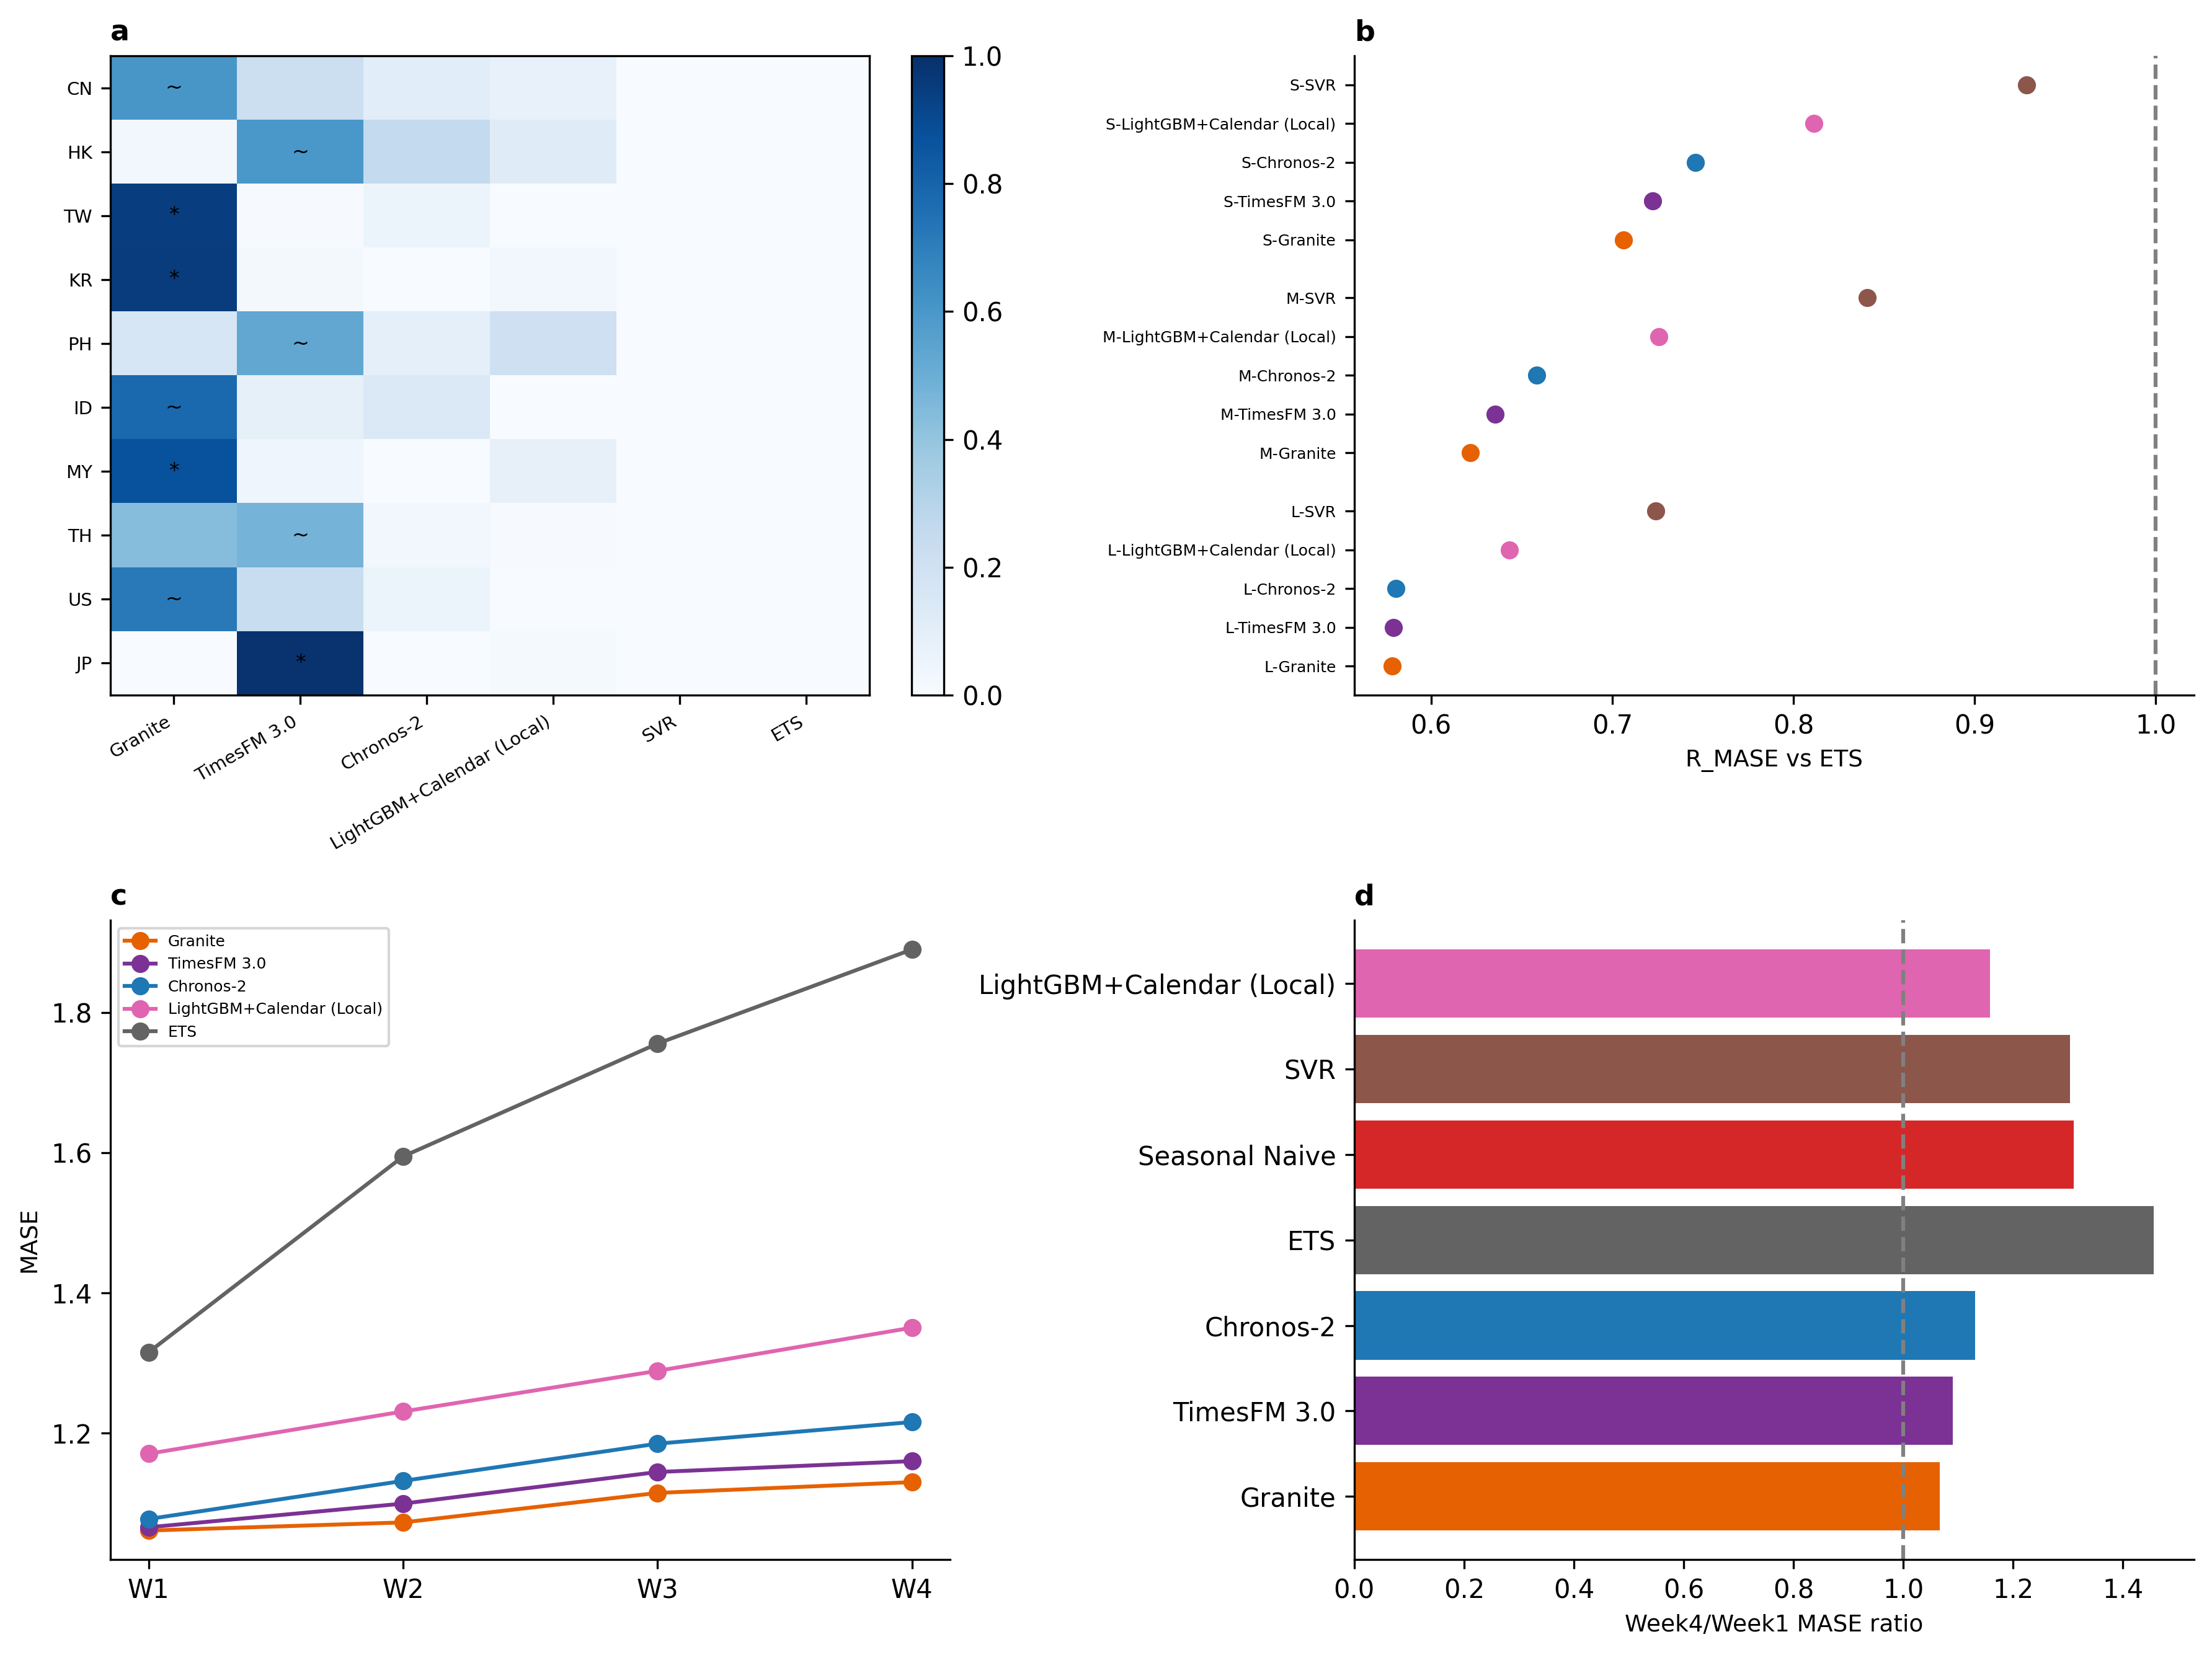 a
CN
HK
TW
KR
PH
ID
MY
TH
US
JP
~
~
*
*
~
~
*
~
~
*
Granite
TimesFM 3.0
Chronos-2
LightGBM+Calendar (Local)
SVR
ETS
1.0
0.8
0.6
0.4
0.2
0.0
b
S-SVR
S-LightGBM+Calendar (Local)
S-Chronos-2
S-TimesFM 3.0
S-Granite
M-SVR
M-LightGBM+Calendar (Local)
M-Chronos-2
M-TimesFM 3.0
M-Granite
L-SVR
L-LightGBM+Calendar (Local)
L-Chronos-2
L-TimesFM 3.0
L-Granite
0.6 0.7 0.8 0.9 1.0
R_MASE vs ETS
c
Granite
TimesFM 3.0
Chronos-2
LightGBM+Calendar (Local)
ETS
MASE
1.8
1.6
1.4
1.2
W1 W2 W3 W4
d
LightGBM+Calendar (Local)
SVR
Seasonal Naive
ETS
Chronos-2
TimesFM 3.0
Granite
0.0 0.2 0.4 0.6 0.8 1.0 1.2 1.4
Week4/Week1 MASE ratio